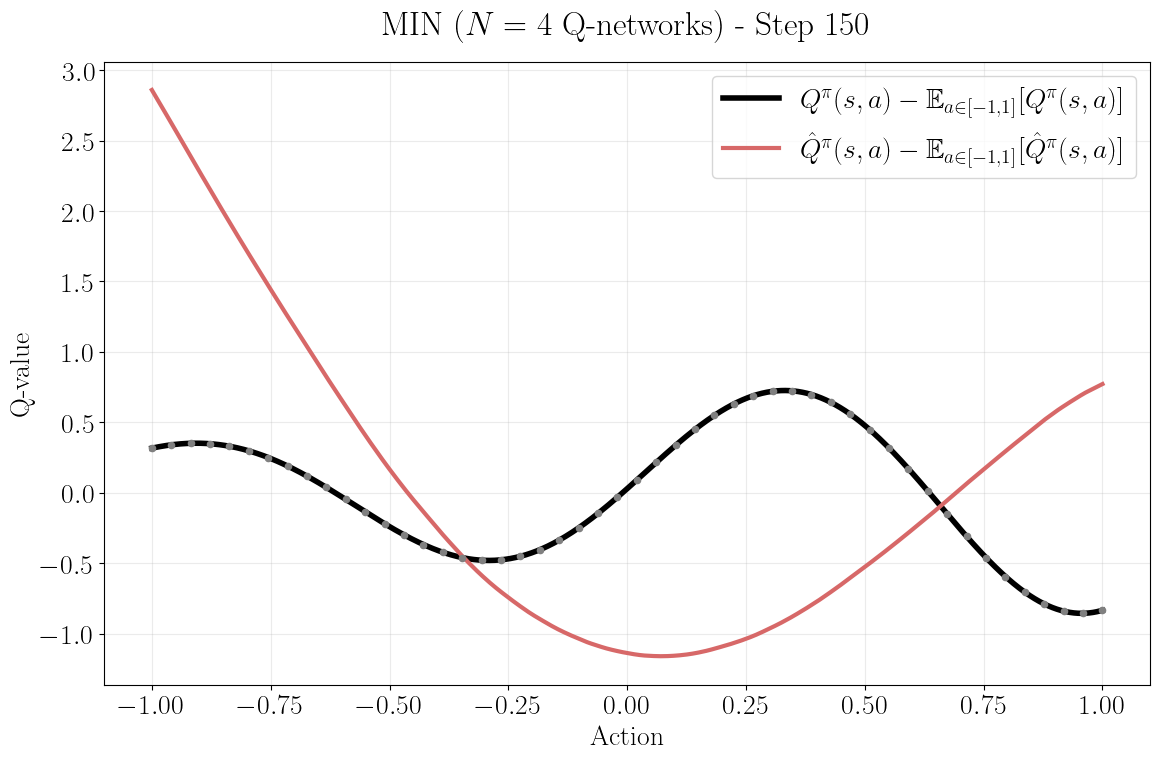 MIN (N = 4 Q-networks) - Step 150
Q^π(s, a) − 𝔼_{a∈[−1,1]}[Q^π(s, a)]
Q̂^π(s, a) − 𝔼_{a∈[−1,1]}[Q̂^π(s, a)]
Q-value
3.0
2.5
2.0
1.5
1.0
0.5
0.0
−0.5
−1.0
−1.00 −0.75 −0.50 −0.25 0.00 0.25 0.50 0.75 1.00
Action